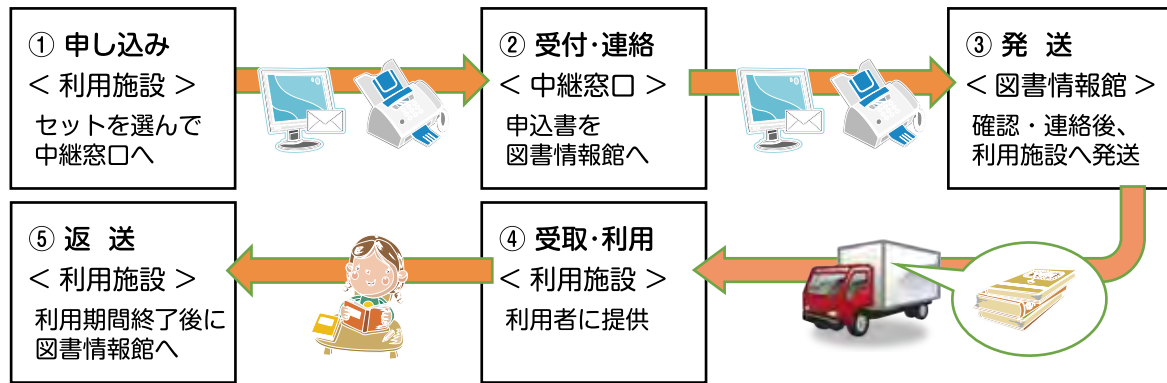 ① 申し込み
< 利用施設 >
セットを選んで
中継窓口へ
② 受付･連絡
< 中継窓口 >
申込書を
図書情報館へ
③ 発 送
< 図書情報館 >
確認・連絡後、
利用施設へ発送
④ 受取･利用
< 利用施設 >
利用者に提供
⑤ 返 送
< 利用施設 >
利用期間終了後に
図書情報館へ